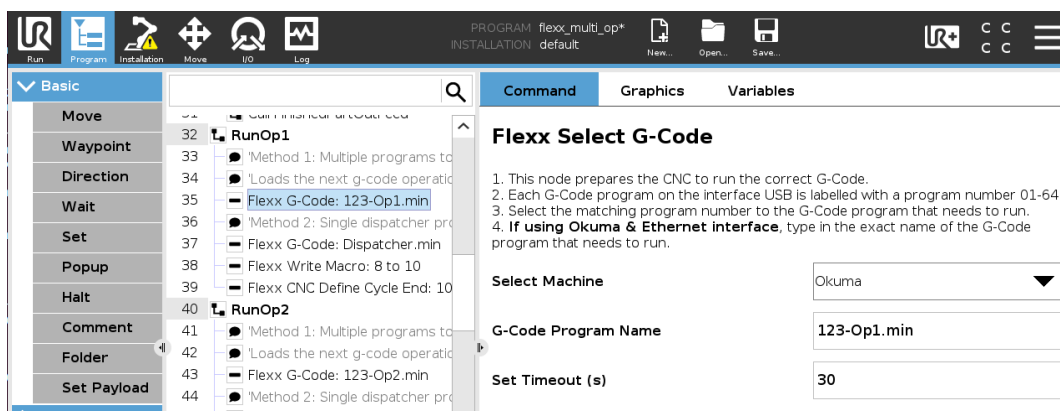 PROGRAM flexx_multi_op*
INSTALLATION default
UR+
C C
C C
Run
Program
Installation
Move
I/O
Log
New...
Open...
Save...
Basic
Move
Waypoint
Direction
Wait
Set
Popup
Halt
Comment
Folder
Set Payload
32 RunOp1
33 'Method 1: Multiple programs to
34 'Loads the next g-code operatic
35 Flexx G-Code: 123-Op1.min
36 'Method 2: Single dispatcher pro
37 Flexx G-Code: Dispatcher.min
38 Flexx Write Macro: 8 to 10
39 Flexx CNC Define Cycle End: 10
40 RunOp2
41 'Method 1: Multiple programs to
42 'Loads the next g-code operatic
43 Flexx G-Code: 123-Op2.min
44 'Method 2: Single dispatcher pro
Command Graphics Variables
Flexx Select G-Code
1. This node prepares the CNC to run the correct G-Code.
2. Each G-Code program on the interface USB is labelled with a program number 01-64
3. Select the matching program number to the G-Code program that needs to run.
4. If using Okuma & Ethernet interface, type in the exact name of the G-Code
program that needs to run.
Select Machine Okuma
G-Code Program Name 123-Op1.min
Set Timeout (s) 30